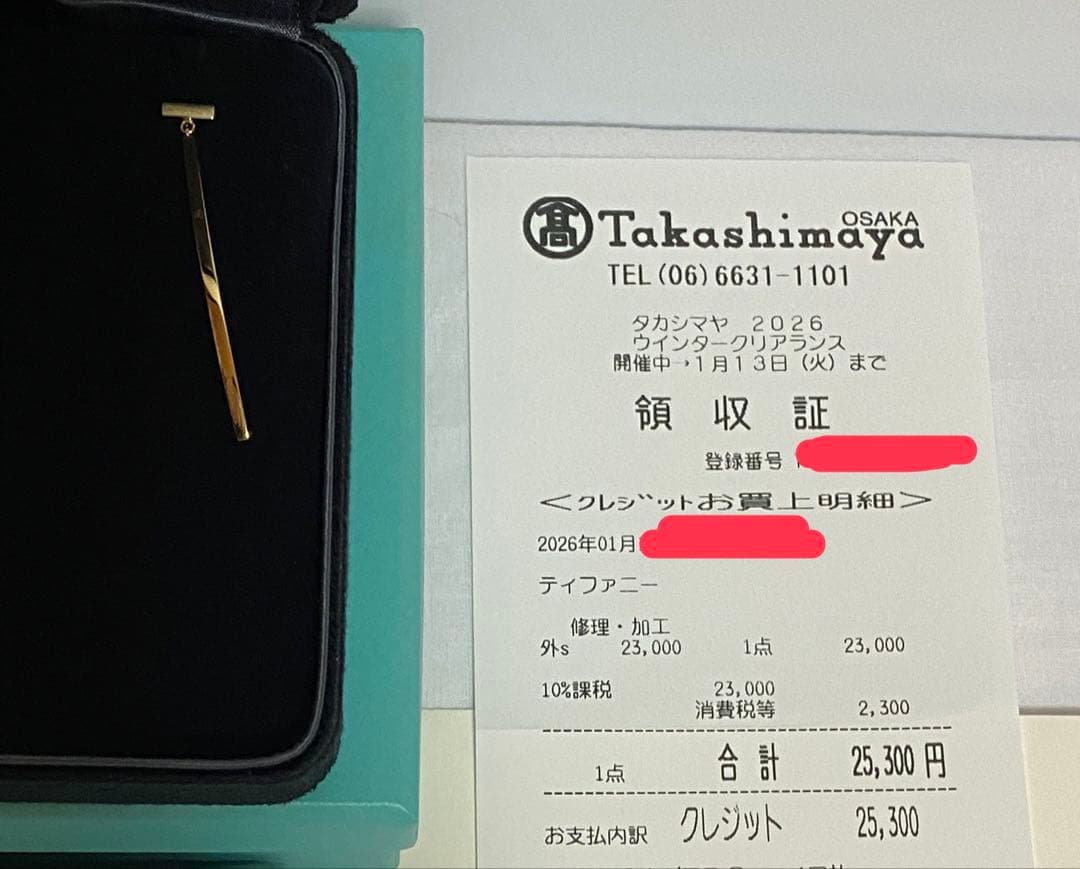 髙 Takashimaya OSAKA
TEL(06)6631-1101
タカシマヤ 2026
ウインタークリアランス
開催中→1月13日(火)まで
領収証
登録番号
<クレジットお買上明細>
2026年01月
ティファニー
修理・加工
外s 23,000 1点 23,000
10%課税 23,000
消費税等 2,300
1点 合計 25,300円
お支払内訳 クレジット 25,300